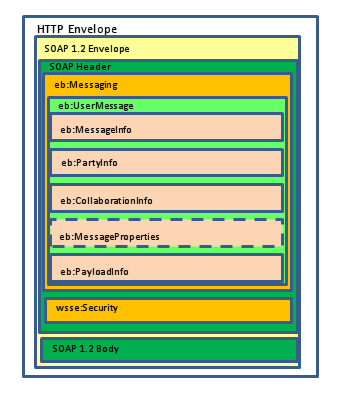 HTTP Envelope
SOAP 1.2 Envelope
SOAP Header
eb:Messaging
eb:UserMessage
eb:MessageInfo
eb:PartyInfo
eb:CollaborationInfo
eb:MessageProperties
eb:PayloadInfo
wsse:Security
SOAP 1.2 Body